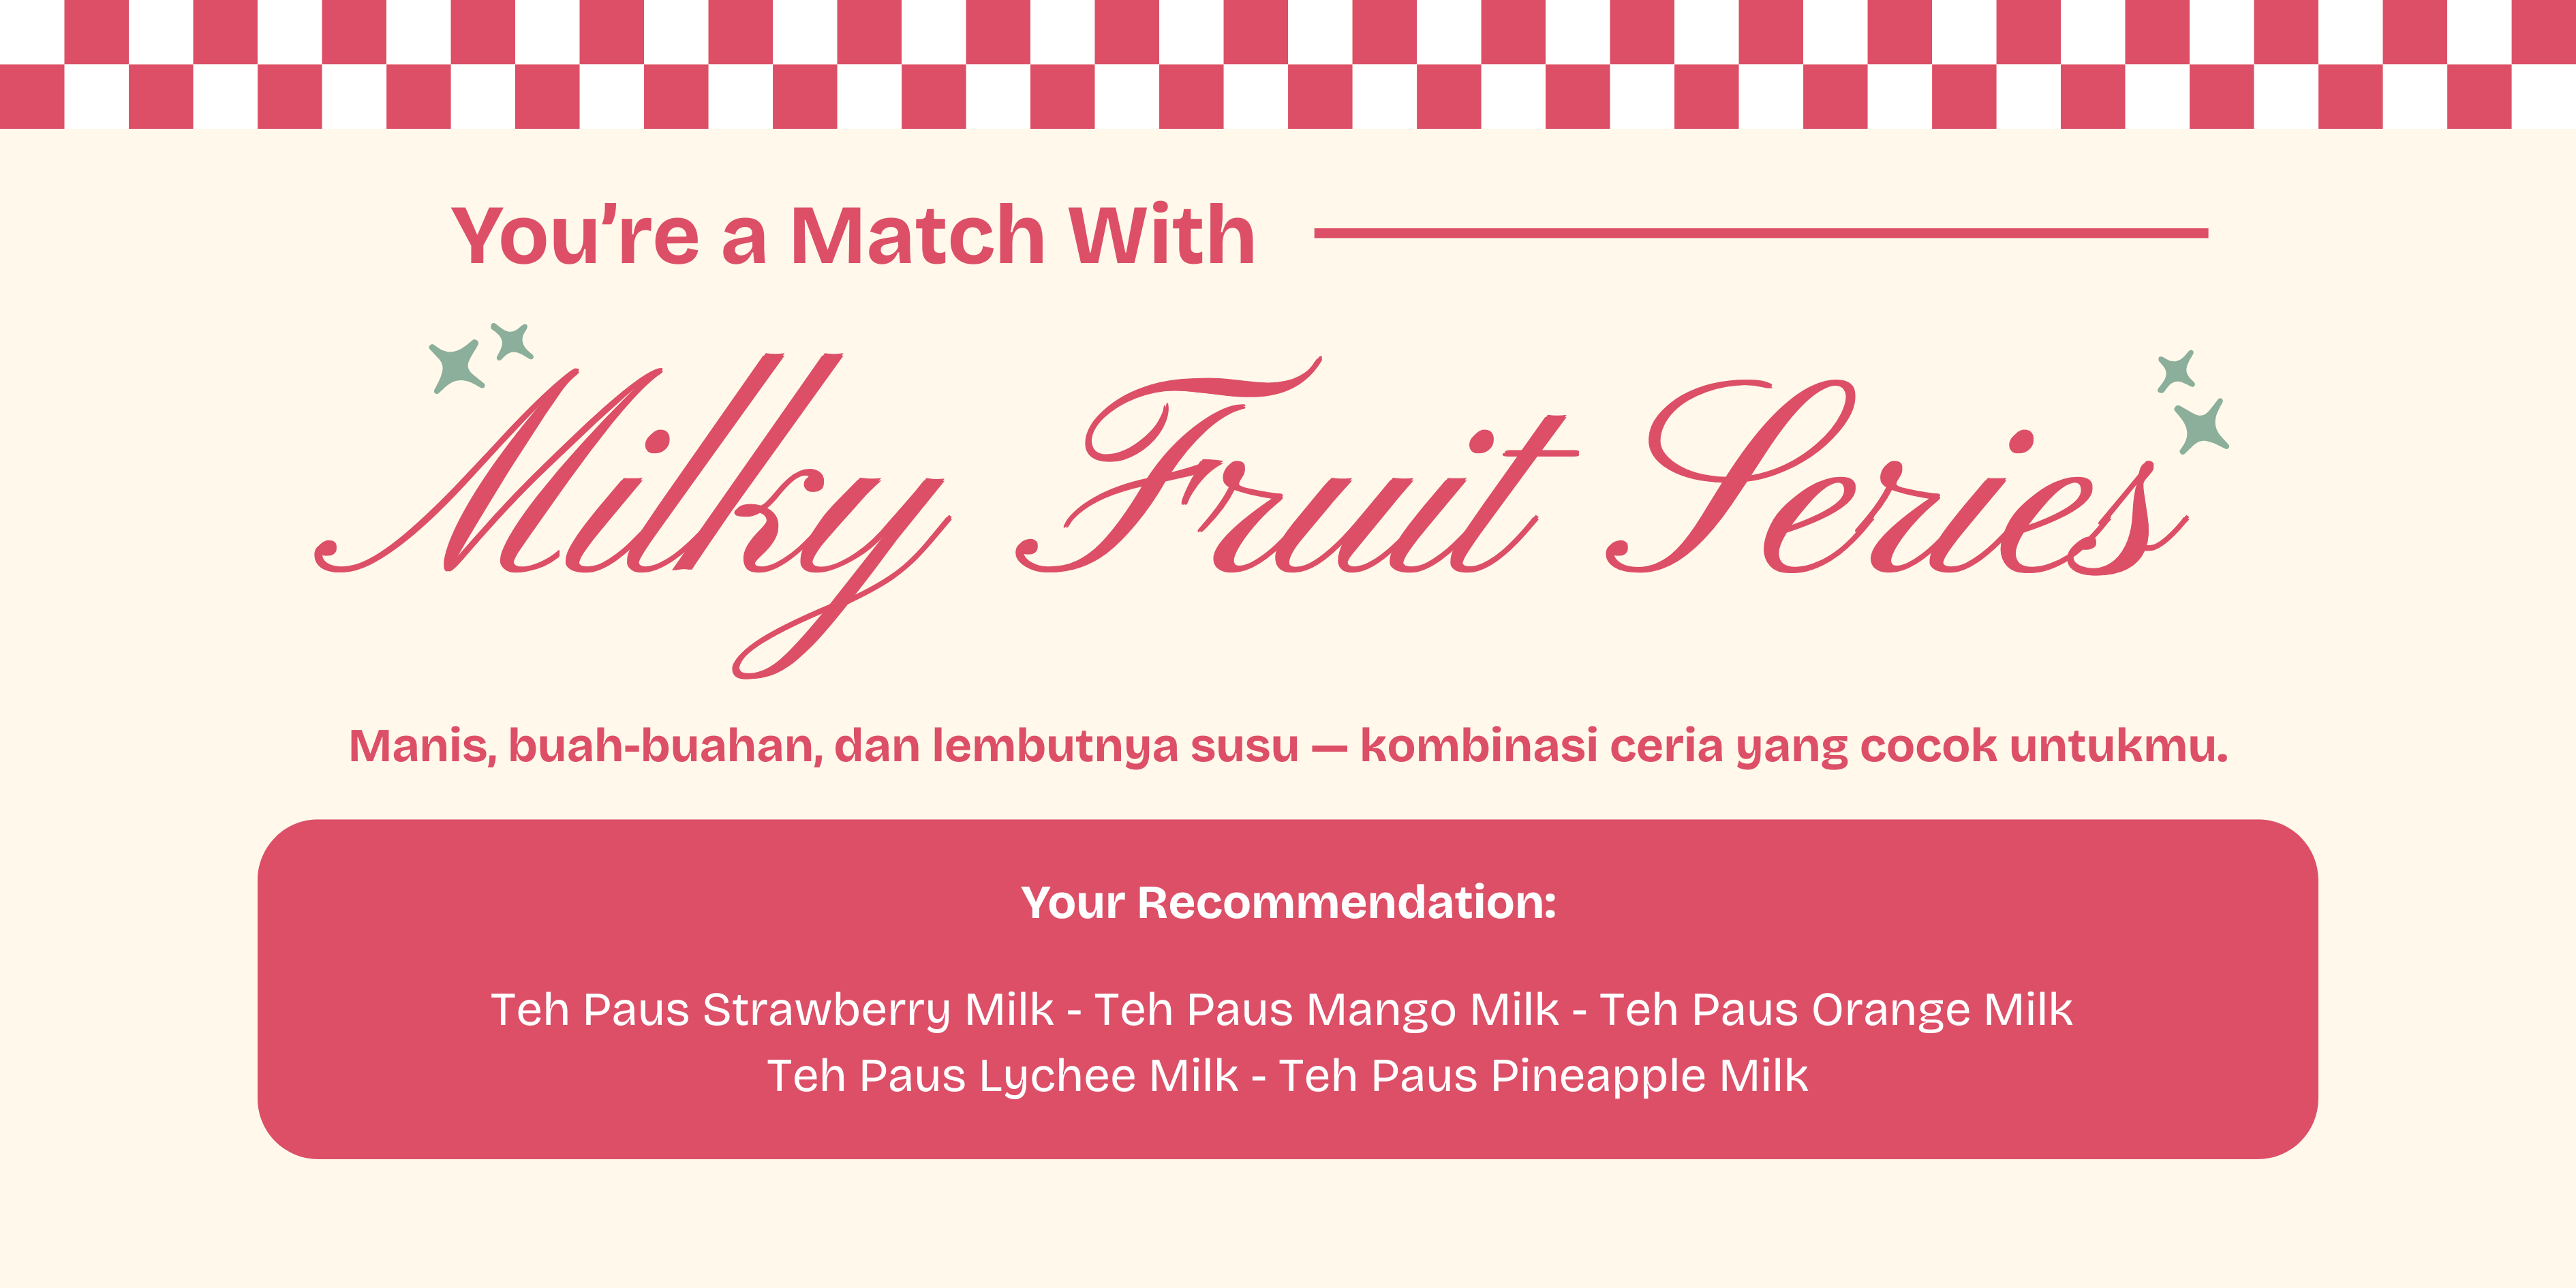 You’re a Match With
Milky Fruit Series
Manis, buah-buahan, dan lembutnya susu — kombinasi ceria yang cocok untukmu.
Your Recommendation:
Teh Paus Strawberry Milk - Teh Paus Mango Milk - Teh Paus Orange Milk
Teh Paus Lychee Milk - Teh Paus Pineapple Milk